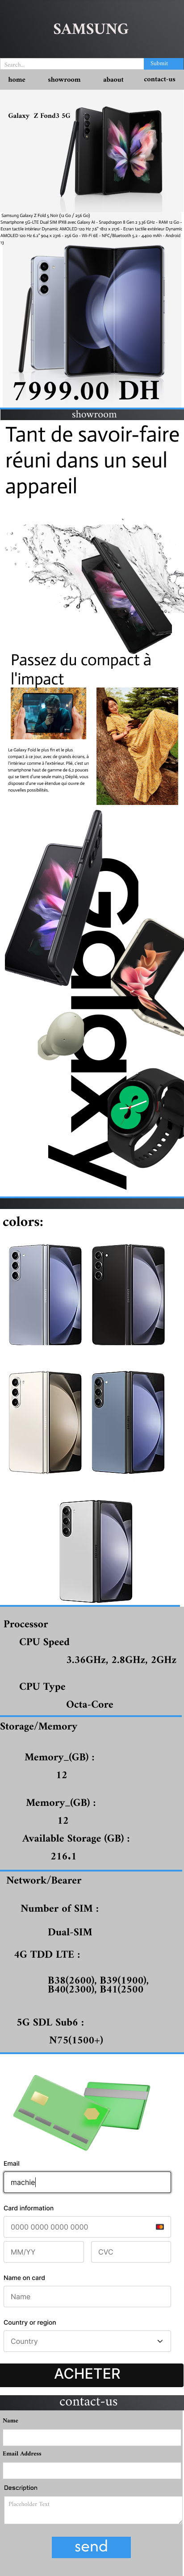 SAMSUNG
Search...
Submit
home showroom abaout contact-us
Galaxy Z Fond3 5G
Samsung Galaxy Z Fold 5 Noir (12 Go / 256 Go)
Smartphone 5G-LTE Dual SIM IPX8 avec Galaxy AI - Snapdragon 8 Gen 2 3.36 GHz - RAM 12 Go -
Ecran tactile intérieur Dynamic AMOLED 120 Hz 7.6" 1812 x 2176 - Ecran tactile extérieur Dynamic
AMOLED 120 Hz 6.2" 904 x 2316 - 256 Go - Wi-Fi 6E - NFC/Bluetooth 5.2 - 4400 mAh - Android
13
7999.00 DH
showroom
Tant de savoir-faire
réuni dans un seul
appareil
Passez du compact à
l'impact
Le Galaxy Fold le plus fin et le plus
compact à ce jour, avec de grands écrans, à
l'intérieur comme à l'extérieur. Plié, c'est un
smartphone haut de gamme de 6,2 pouces
qui se tient d'une seule main.3 Déplié, vous
disposez d'une vue étendue qui ouvre de
nouvelles possibilités.
Galaxy
colors:
Processor
CPU Speed
3.36GHz, 2.8GHz, 2GHz
CPU Type
Octa-Core
Storage/Memory
Memory_(GB) :
12
Memory_(GB) :
12
Available Storage (GB) :
216.1
Network/Bearer
Number of SIM :
Dual-SIM
4G TDD LTE :
B38(2600), B39(1900),
B40(2300), B41(2500
5G SDL Sub6 :
N75(1500+)
Email
machie
Card information
0000 0000 0000 0000
MM/YY CVC
Name on card
Name
Country or region
Country
ACHETER
contact-us
Name
Email Address
Description
Placeholder Text
send